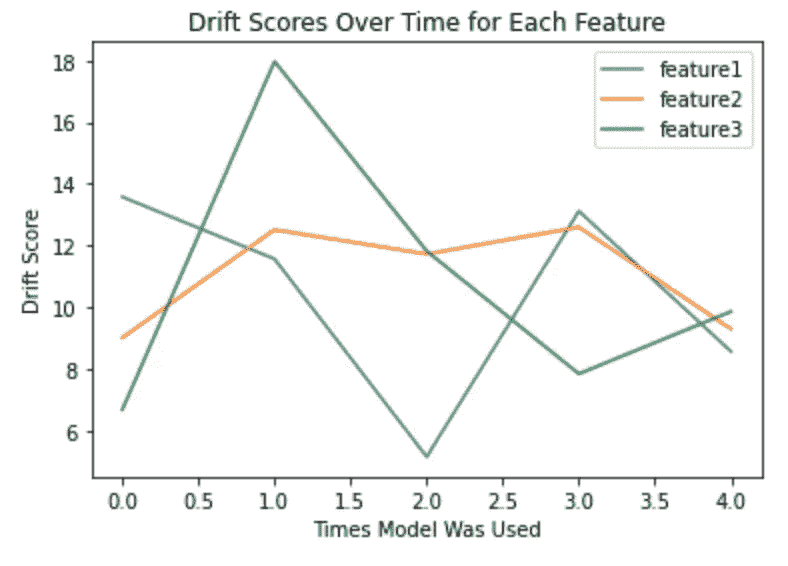 Drift Scores Over Time for Each Feature
feature1
feature2
feature3
Drift Score
18
16
14
12
10
8
6
0.0 0.5 1.0 1.5 2.0 2.5 3.0 3.5 4.0
Times Model Was Used